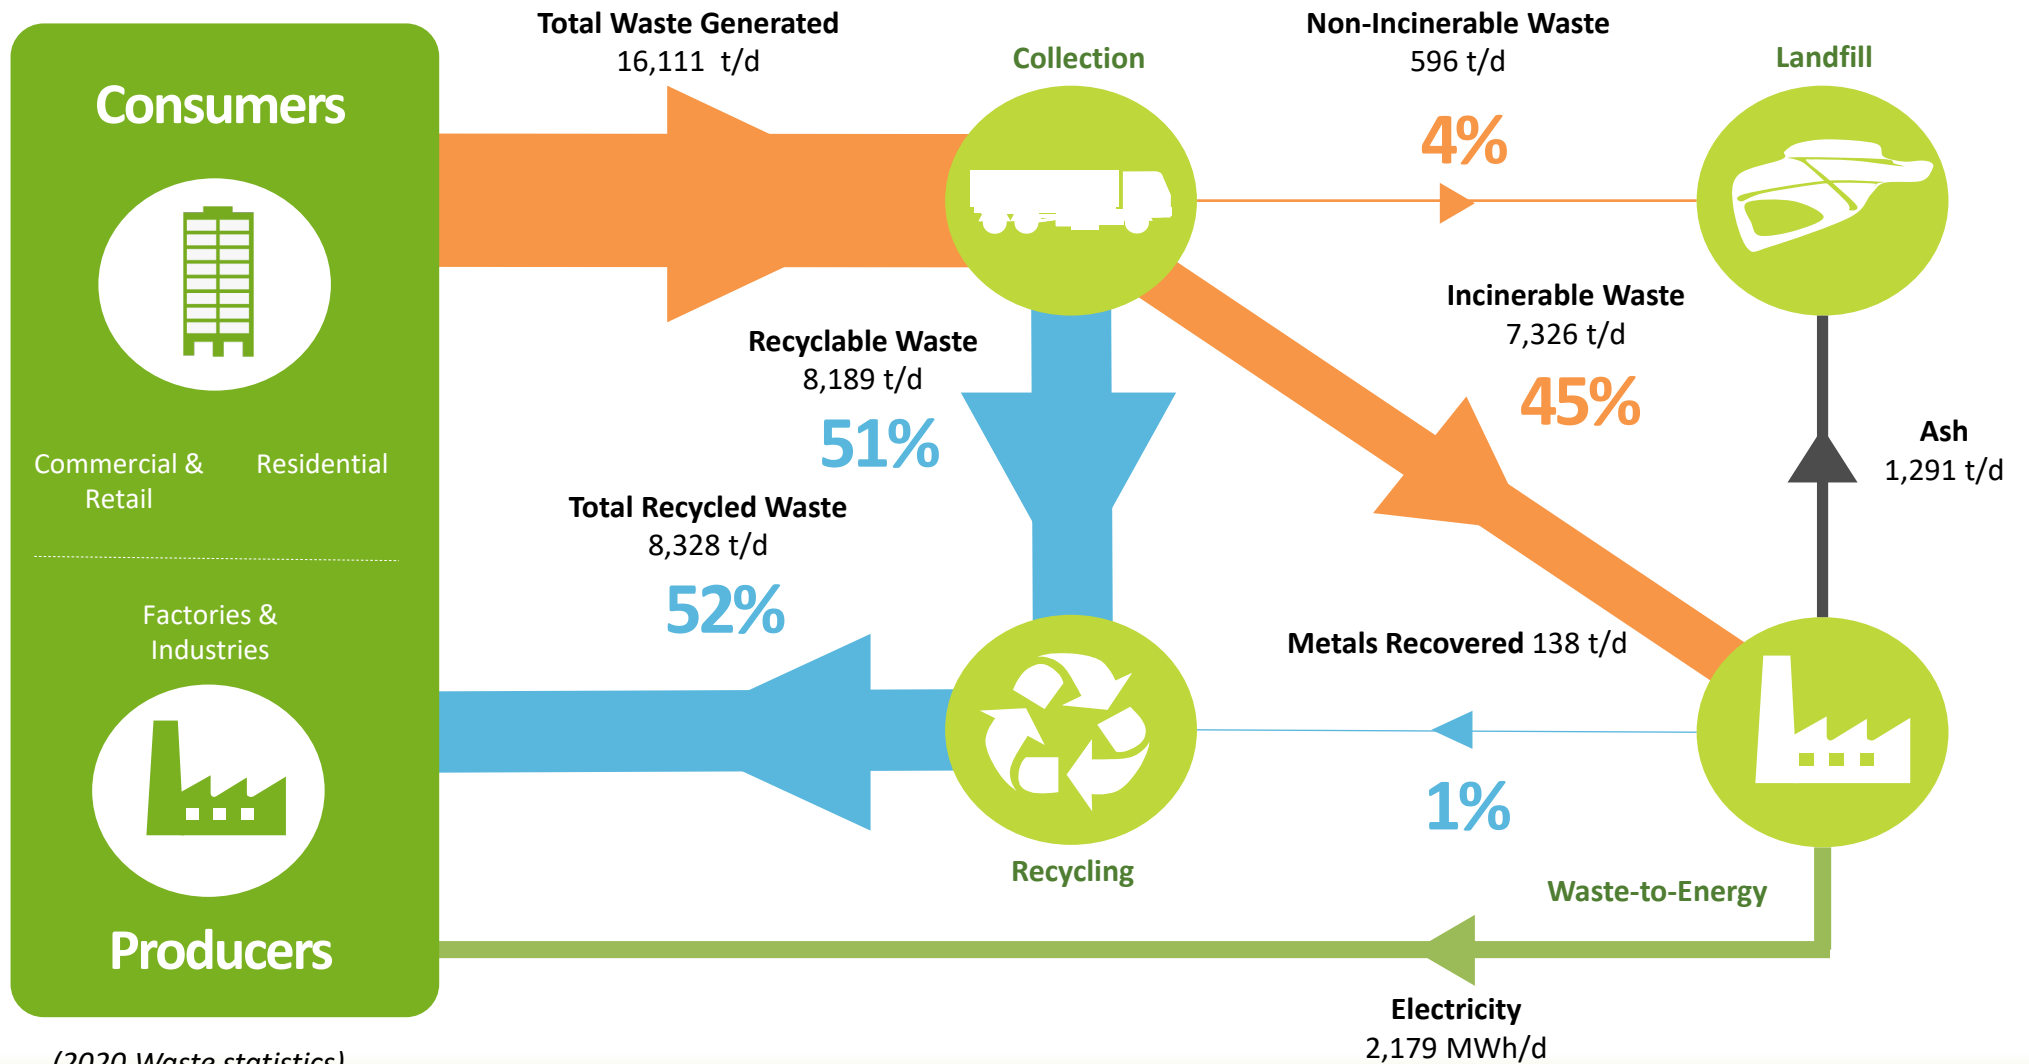 Consumers
Commercial &
Retail
Residential
Factories &
Industries
Producers
(2020 Waste statistics)
Total Waste Generated
16,111 t/d
Collection
Non-Incinerable Waste
596 t/d
4%
Landfill
Recyclable Waste
8,189 t/d
51%
Incinerable Waste
7,326 t/d
45%
Ash
1,291 t/d
Total Recycled Waste
8,328 t/d
52%
Metals Recovered 138 t/d
1%
Recycling
Waste-to-Energy
Electricity
2,179 MWh/d